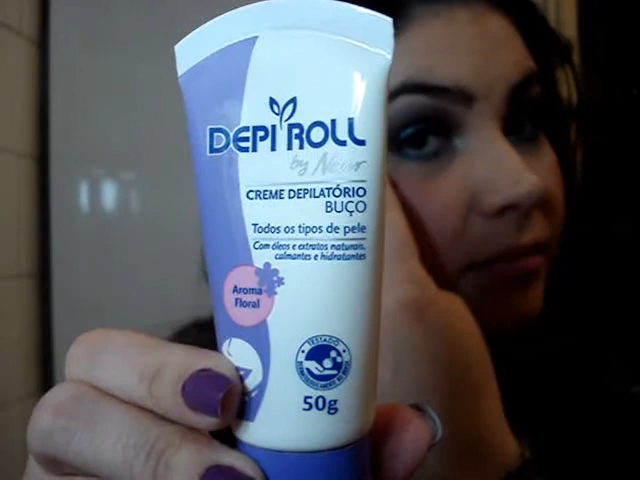 DEPI ROLL
by
CREME DEPILATÓRIO
BUÇO
Todos os tipos de pele
Com óleos e extratos naturais,
calmantes e hidratantes
Aroma
Floral
TESTADO
50g